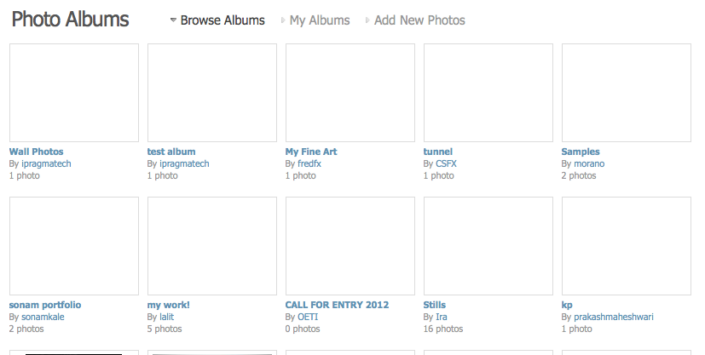 Photo Albums
Browse Albums My Albums Add New Photos
Wall Photos
By ipragmatech
1 photo
test album
By ipragmatech
1 photo
My Fine Art
By fredfx
1 photo
tunnel
By CSFX
1 photo
Samples
By morano
2 photos
sonam portfolio
By sonamkale
2 photos
my work!
By lalit
5 photos
CALL FOR ENTRY 2012
By OETI
0 photos
Stills
By Ira
16 photos
kp
By prakashmaheshwari
1 photo